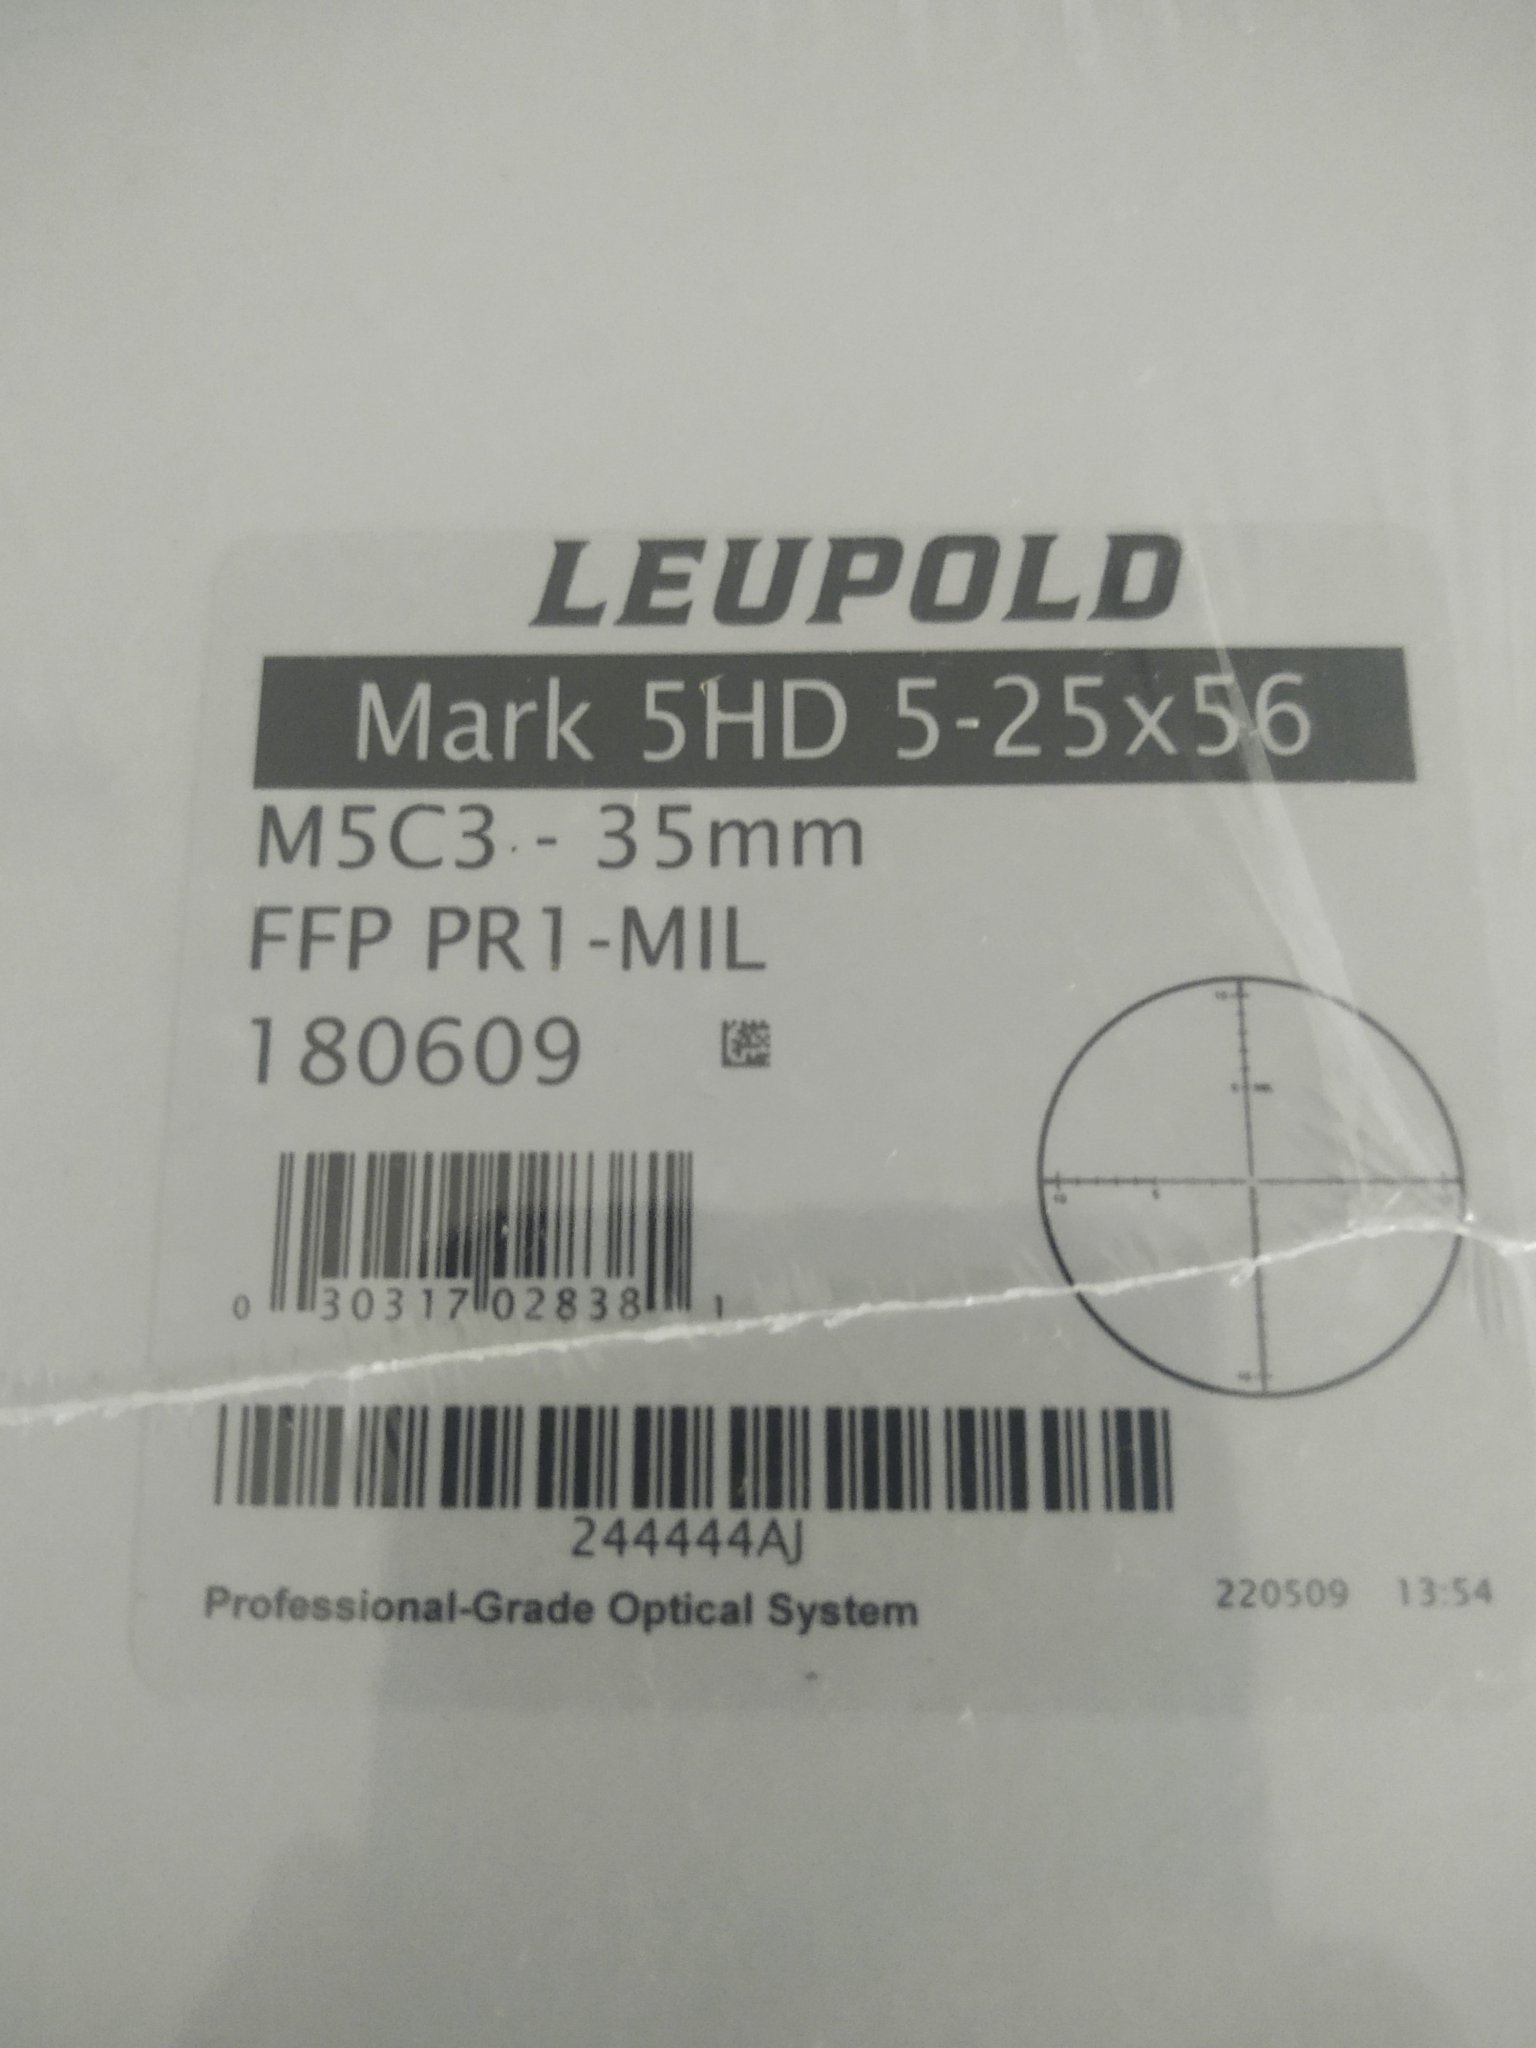 LEUPOLD
Mark 5HD 5-25x56
M5C3 - 35mm
FFP PR1-MIL
180609
0 30317 02838 1
244444AJ
Professional-Grade Optical System
220509 13:54